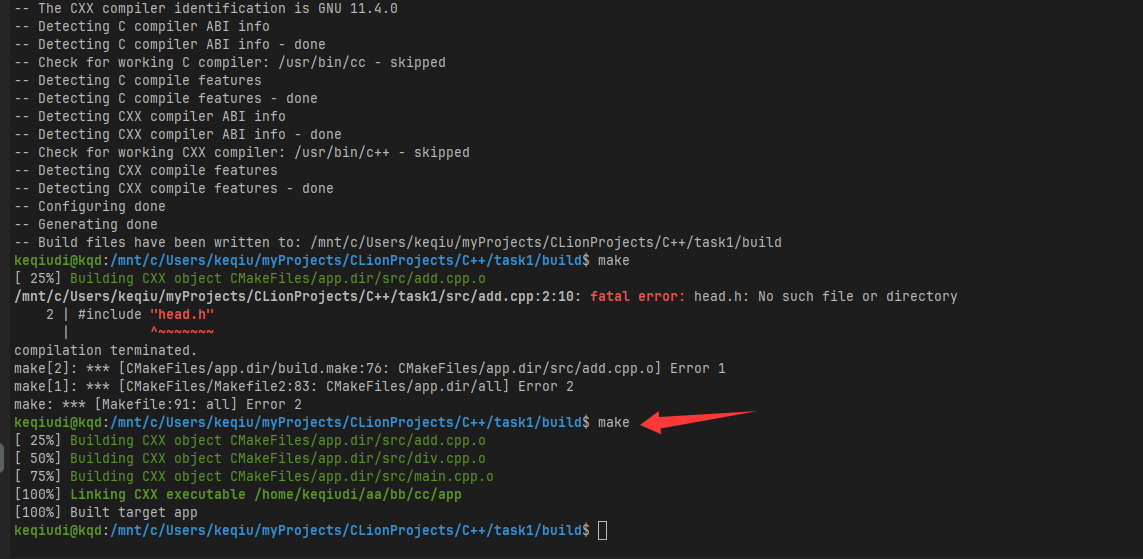 -- The CXX compiler identification is GNU 11.4.0
-- Detecting C compiler ABI info
-- Detecting C compiler ABI info - done
-- Check for working C compiler: /usr/bin/cc - skipped
-- Detecting C compile features
-- Detecting C compile features - done
-- Detecting CXX compiler ABI info
-- Detecting CXX compiler ABI info - done
-- Check for working CXX compiler: /usr/bin/c++ - skipped
-- Detecting CXX compile features
-- Detecting CXX compile features - done
-- Configuring done
-- Generating done
-- Build files have been written to: /mnt/c/Users/keqiu/myProjects/CLionProjects/C++/task1/build
keqiudi@kqd:/mnt/c/Users/keqiu/myProjects/CLionProjects/C++/task1/build$ make
[ 25%] Building CXX object CMakeFiles/app.dir/src/add.cpp.o
/mnt/c/Users/keqiu/myProjects/CLionProjects/C++/task1/src/add.cpp:2:10: fatal error: head.h: No such file or directory
    2 | #include "head.h"
      |          ^~~~~~~~
compilation terminated.
make[2]: *** [CMakeFiles/app.dir/build.make:76: CMakeFiles/app.dir/src/add.cpp.o] Error 1
make[1]: *** [CMakeFiles/Makefile2:83: CMakeFiles/app.dir/all] Error 2
make: *** [Makefile:91: all] Error 2
keqiudi@kqd:/mnt/c/Users/keqiu/myProjects/CLionProjects/C++/task1/build$ make
[ 25%] Building CXX object CMakeFiles/app.dir/src/add.cpp.o
[ 50%] Building CXX object CMakeFiles/app.dir/src/div.cpp.o
[ 75%] Building CXX object CMakeFiles/app.dir/src/main.cpp.o
[100%] Linking CXX executable /home/keqiudi/aa/bb/cc/app
[100%] Built target app
keqiudi@kqd:/mnt/c/Users/keqiu/myProjects/CLionProjects/C++/task1/build$